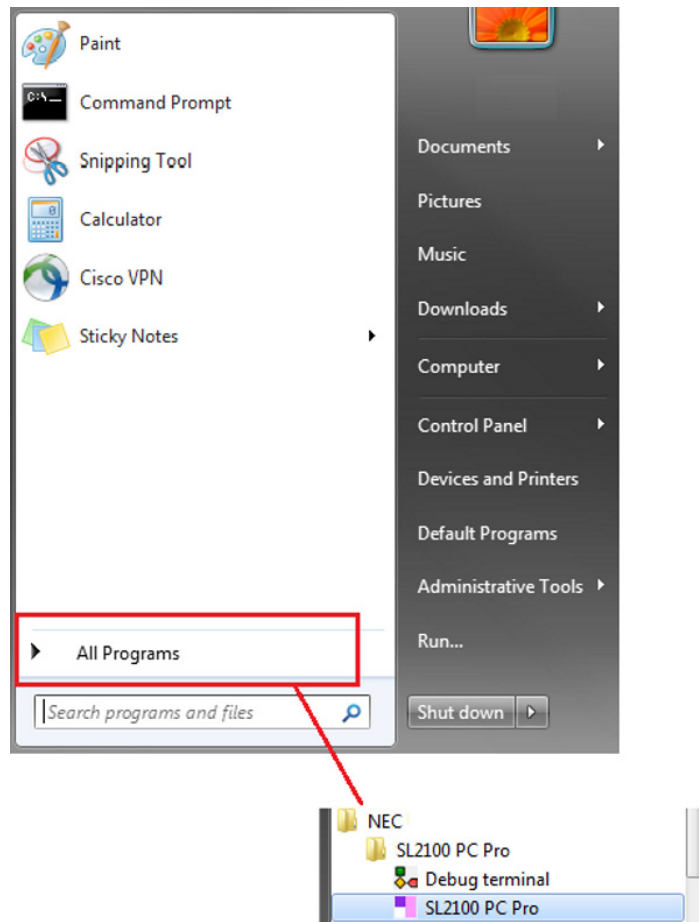 Paint
C:\
Command Prompt
Snipping Tool
Calculator
Cisco VPN
Sticky Notes
All Programs
Search programs and files
Documents
Pictures
Music
Downloads
Computer
Control Panel
Devices and Printers
Default Programs
Administrative Tools
Run...
Shut down
NEC
SL2100 PC Pro
Debug terminal
SL2100 PC Pro